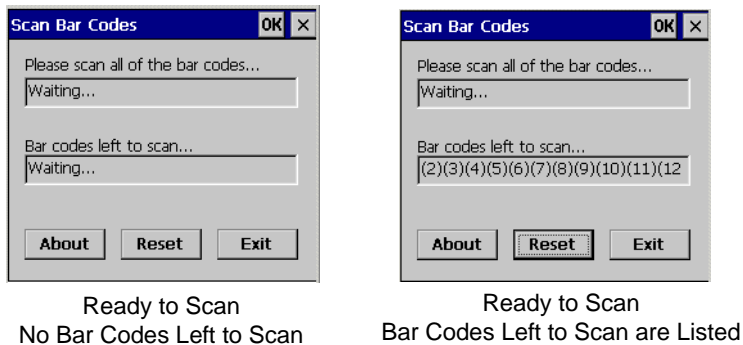 Scan Bar Codes OK ×
Please scan all of the bar codes...
Waiting...
Bar codes left to scan...
Waiting...
About Reset Exit
Ready to Scan
No Bar Codes Left to Scan
Scan Bar Codes OK ×
Please scan all of the bar codes...
Waiting...
Bar codes left to scan...
(2)(3)(4)(5)(6)(7)(8)(9)(10)(11)(12
About Reset Exit
Ready to Scan
Bar Codes Left to Scan are Listed